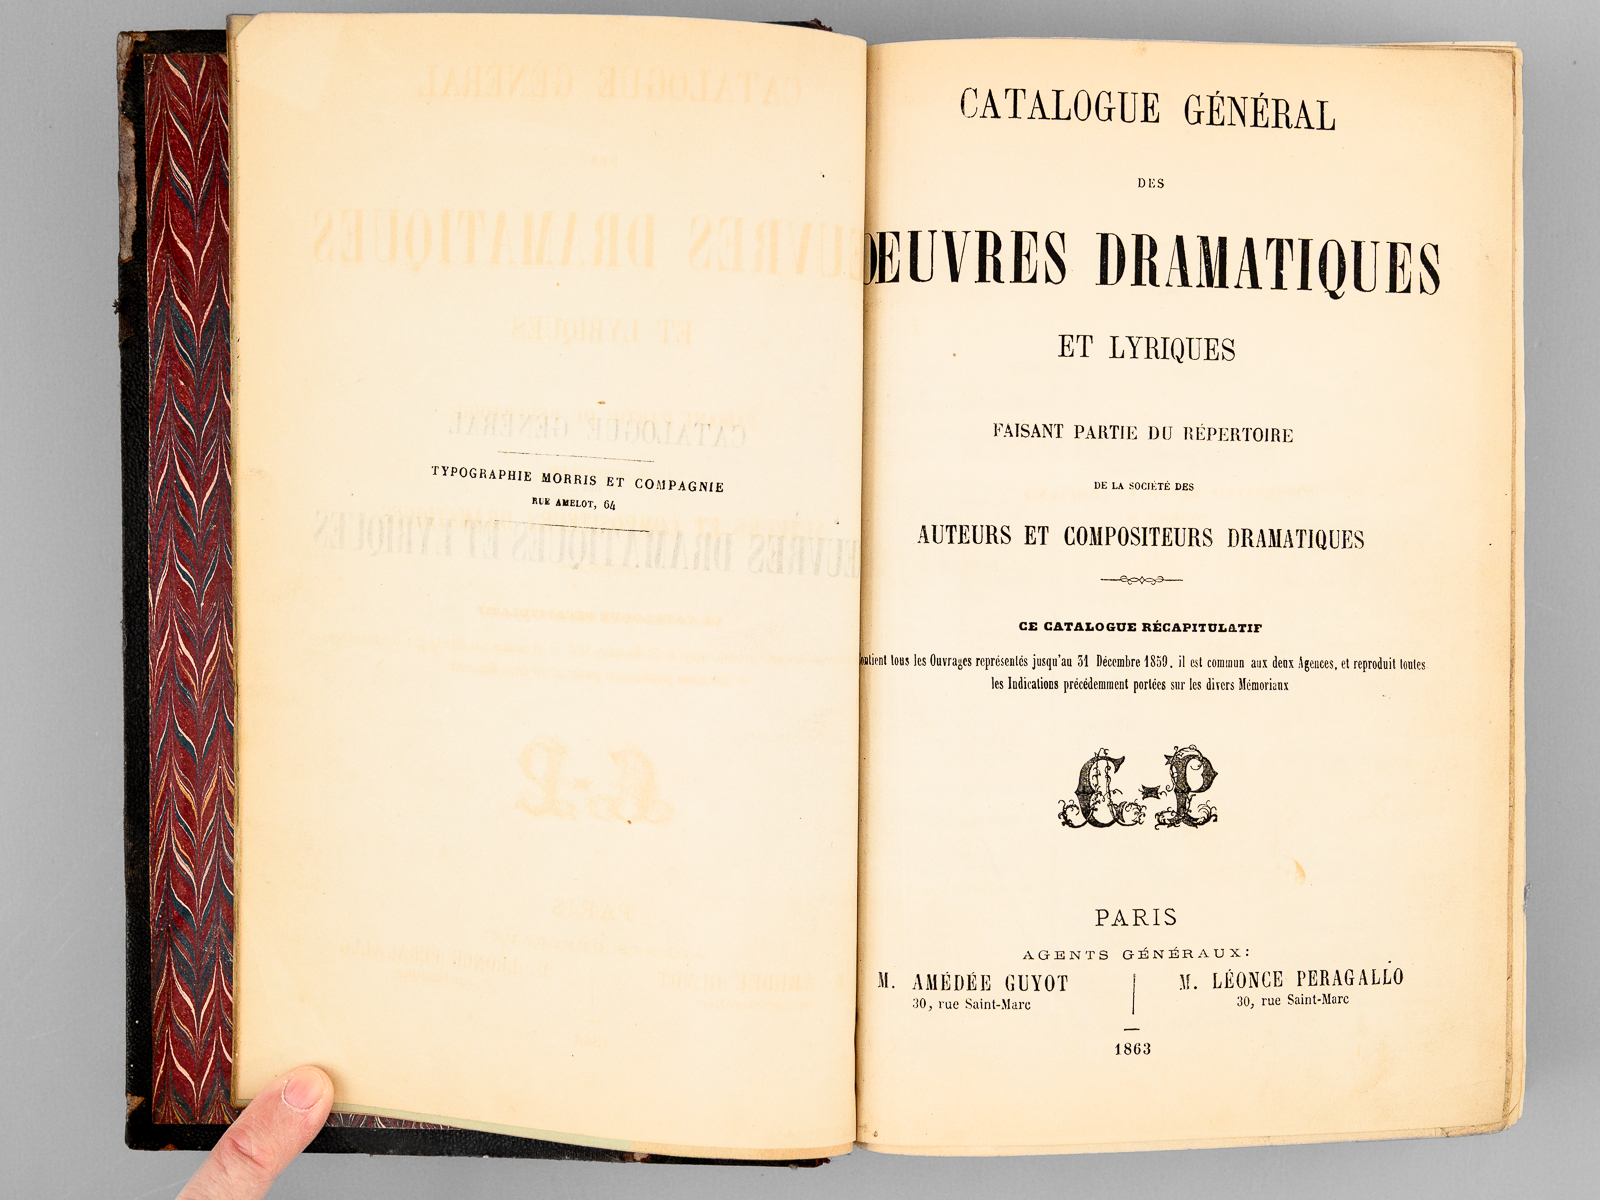 TYPOGRAPHIE MORRIS ET COMPAGNIE
RUE AMELOT, 64
CATALOGUE GÉNÉRAL
DES
OEUVRES DRAMATIQUES
ET LYRIQUES
FAISANT PARTIE DU RÉPERTOIRE
DE LA SOCIÉTÉ DES
AUTEURS ET COMPOSITEURS DRAMATIQUES
CE CATALOGUE RÉCAPITULATIF
contient tous les Ouvrages représentés jusqu'au 31 Décembre 1859, il est commun aux deux Agences, et reproduit toutes
les Indications précédemment portées sur les divers Mémoriaux
G-P
PARIS
AGENTS GÉNÉRAUX:
M. AMÉDÉE GUYOT
30, rue Saint-Marc
M. LÉONCE PERAGALLO
30, rue Saint-Marc
1863